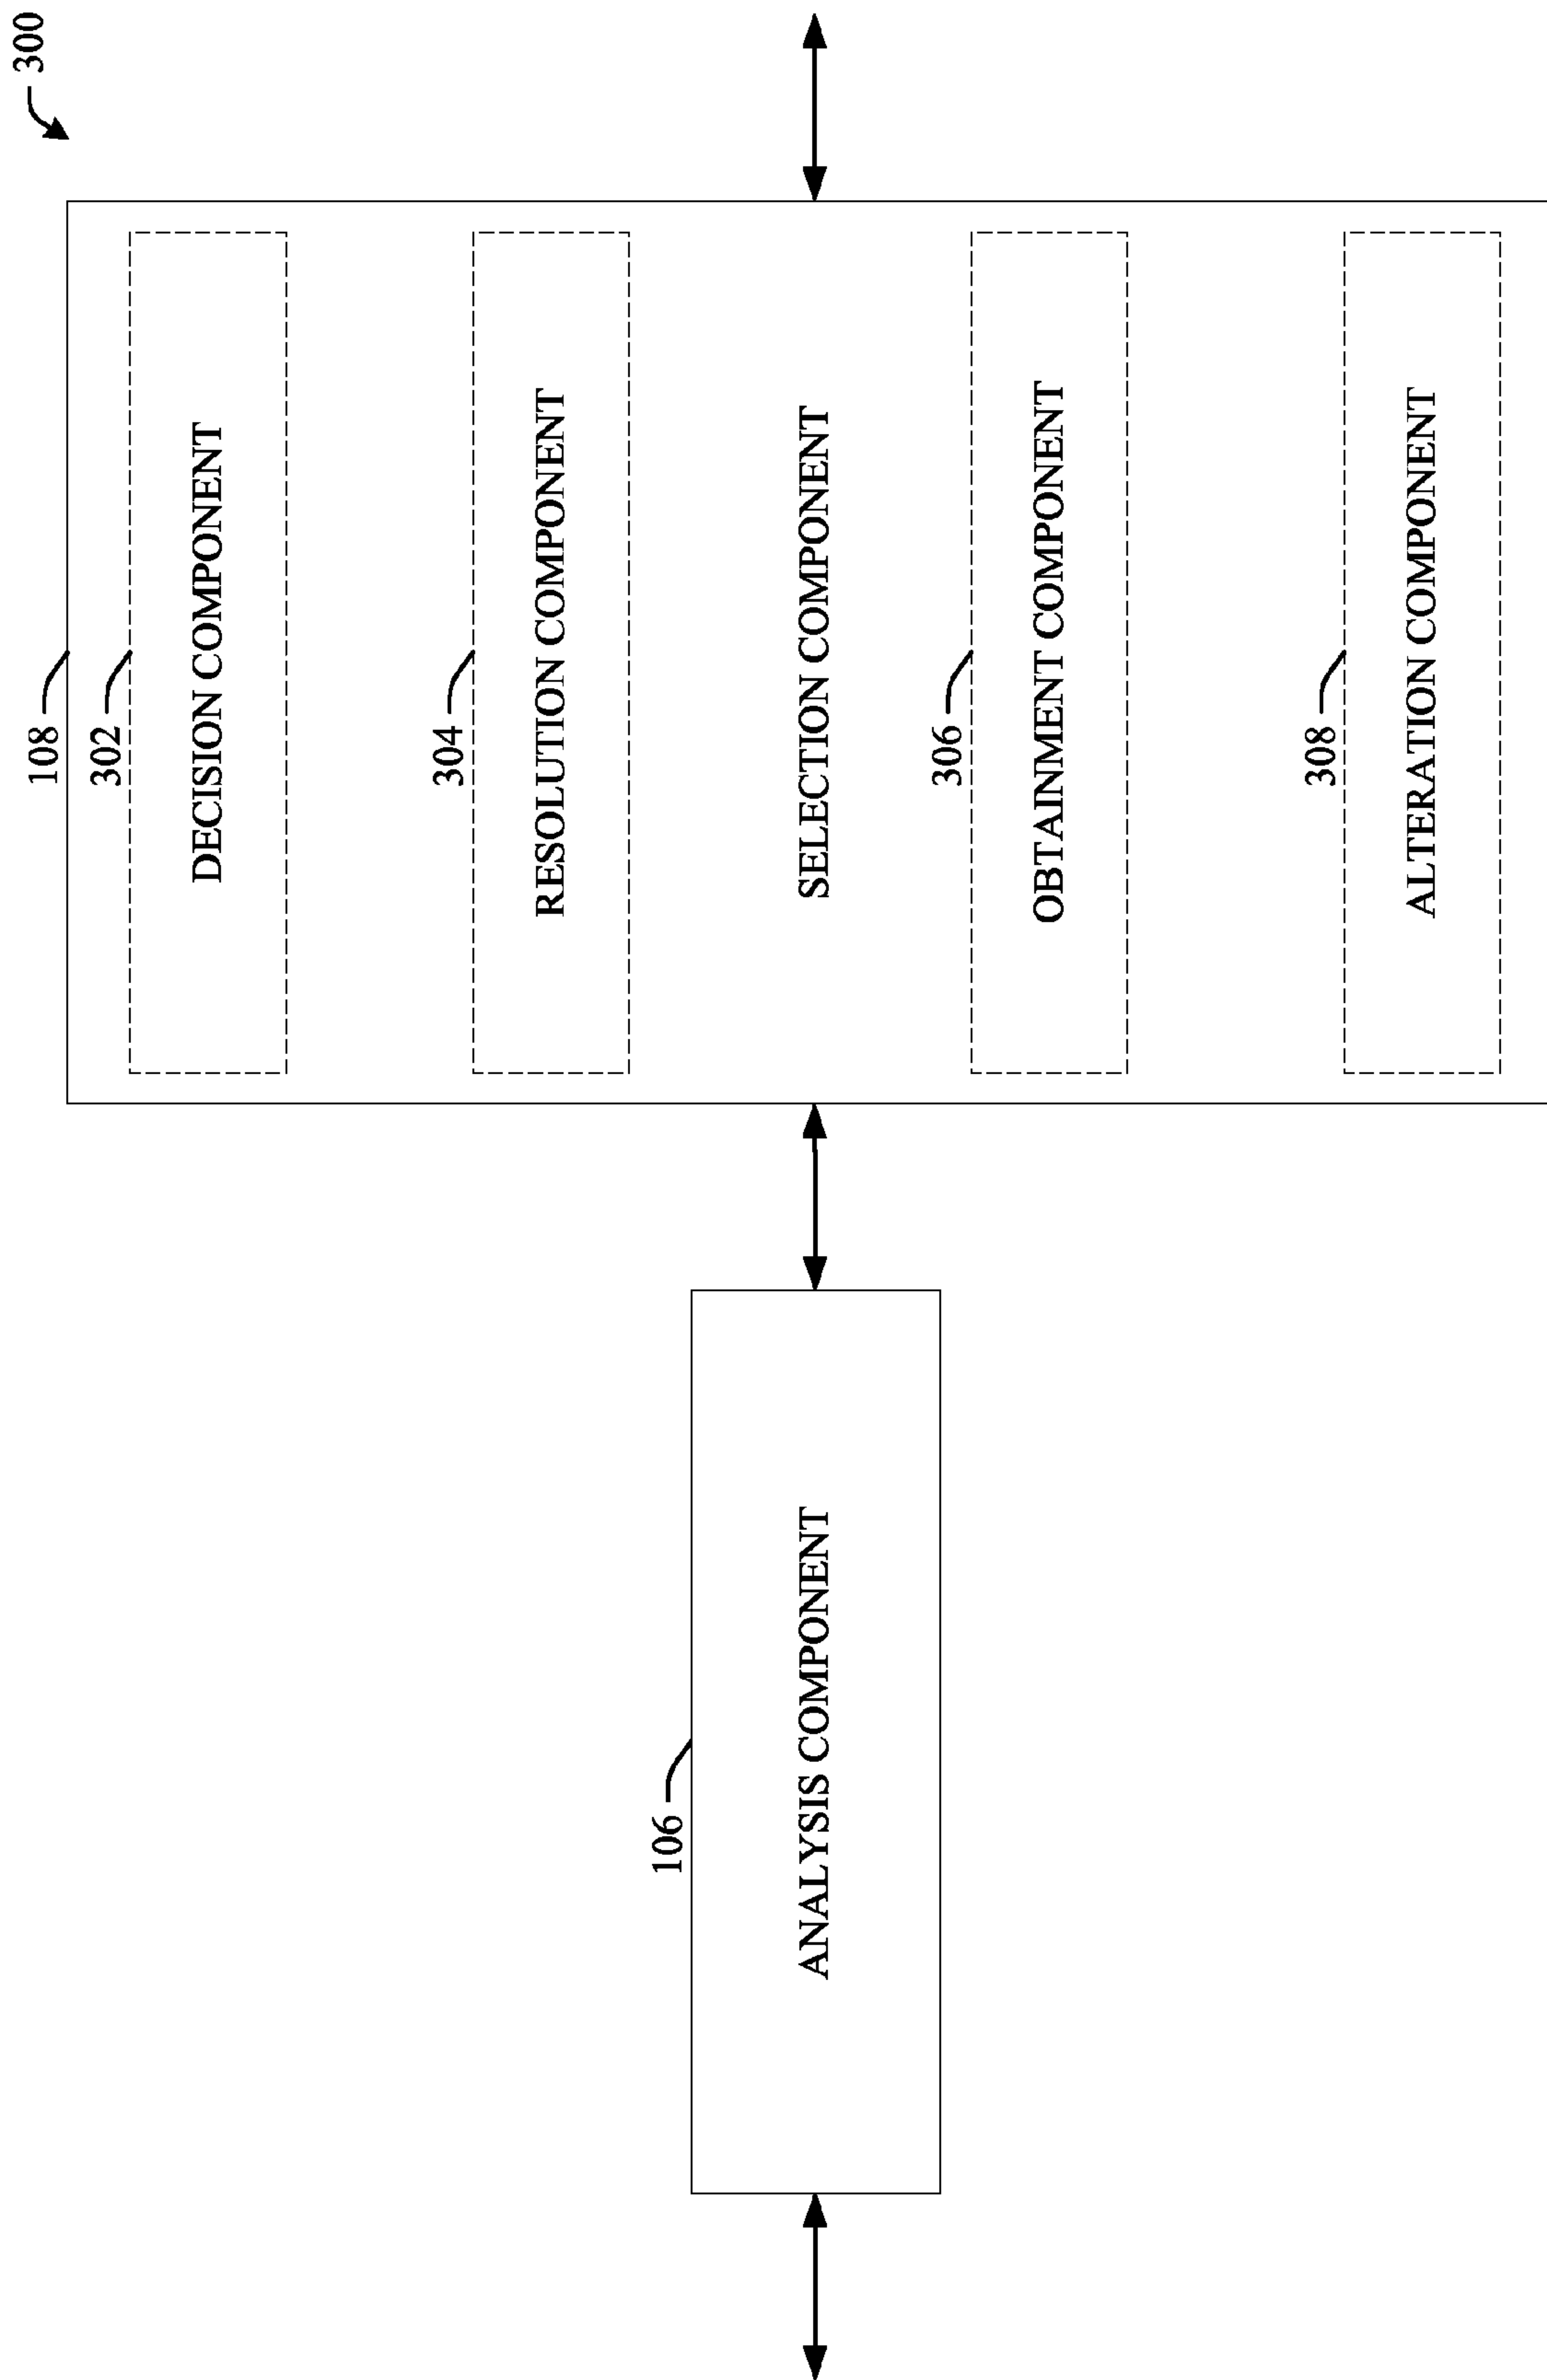 300
108
302
DECISION COMPONENT
304
RESOLUTION COMPONENT
106
ANALYSIS COMPONENT
SELECTION COMPONENT
306
OBTAINMENT COMPONENT
308
ALTERATION COMPONENT